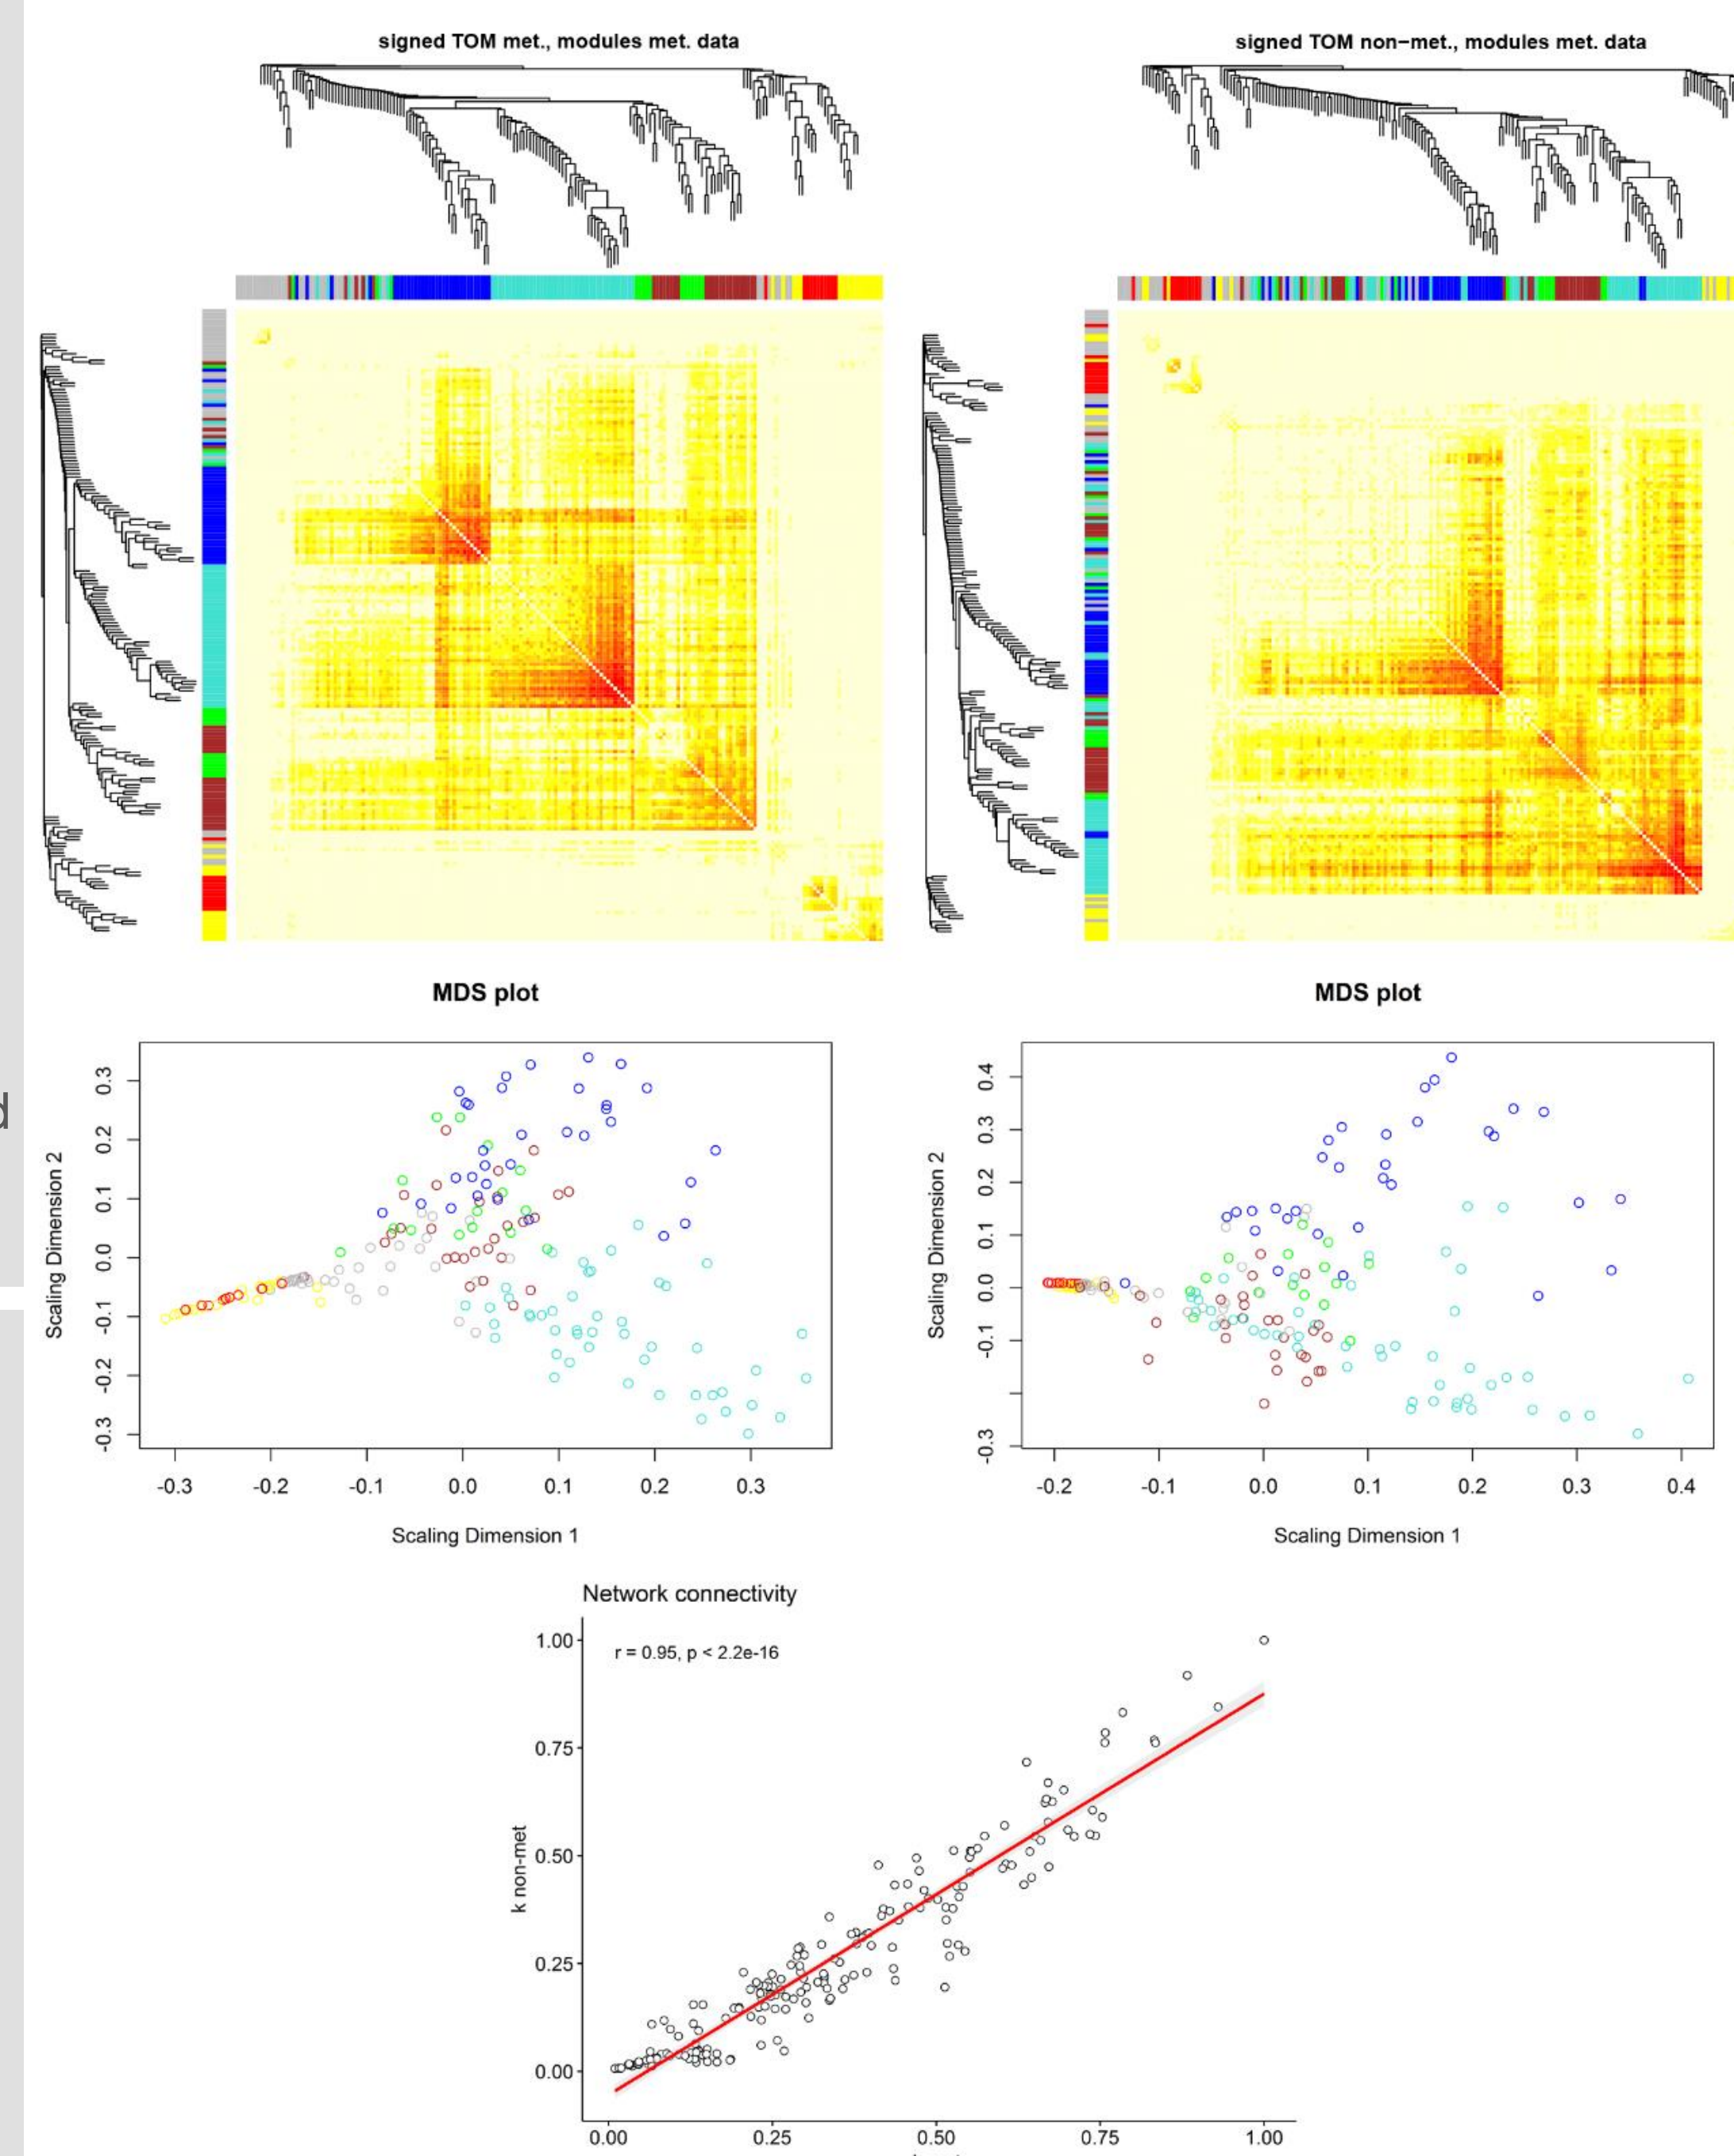 signed TOM met., modules met. data
signed TOM non-met., modules met. data
d
MDS plot
MDS plot
Scaling Dimension 2
0.3
0.2
0.1
0.0
-0.1
-0.2
-0.3
-0.3 -0.2 -0.1 0.0 0.1 0.2 0.3
Scaling Dimension 1
Scaling Dimension 2
0.4
0.3
0.2
0.1
0.0
-0.1
-0.3
-0.2 -0.1 0.0 0.1 0.2 0.3 0.4
Scaling Dimension 1
Network connectivity
r = 0.95, p < 2.2e-16
k non-met
1.00
0.75
0.50
0.25
0.00
0.00 0.25 0.50 0.75 1.00